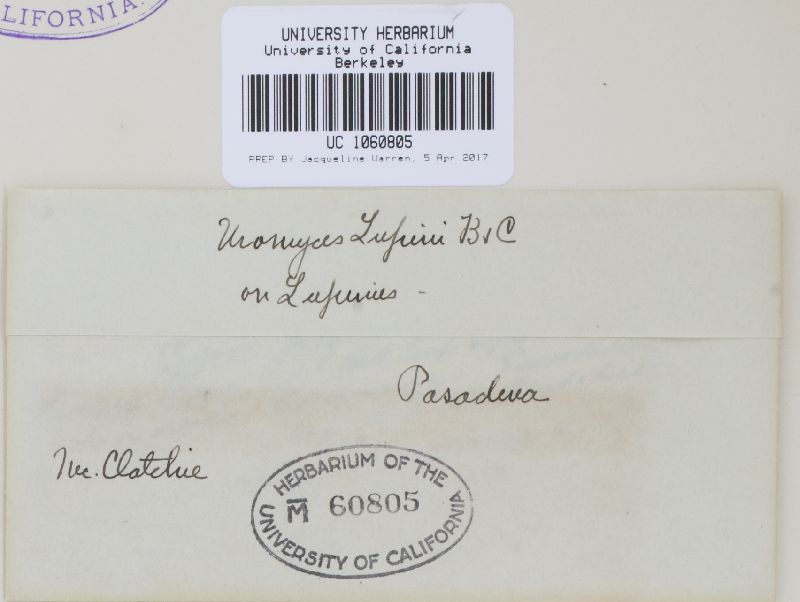 LIFORNIA
UNIVERSITY HERBARIUM
University of California
Berkeley
UC 1060805
PREP BY Jacqueline Warren, 5 Apr 2017
Uromyces Lupini B & C
on Lupinus -
Pasadena
Mc. Clatchie
HERBARIUM OF THE
M 60805
UNIVERSITY OF CALIFORNIA